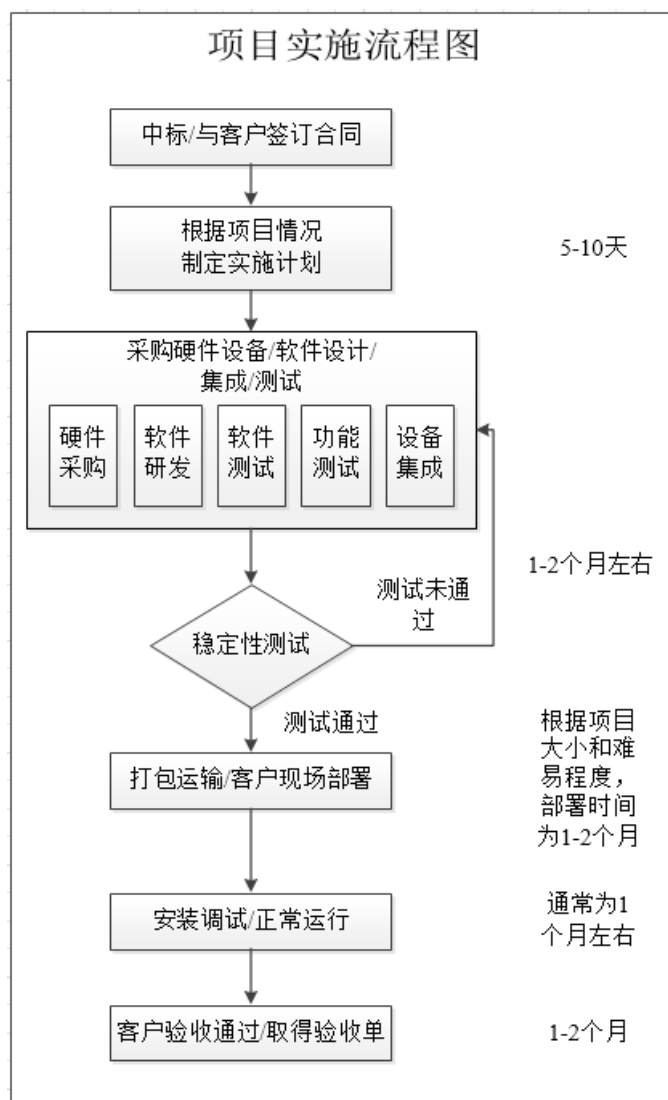 项目实施流程图
中标/与客户签订合同
根据项目情况
制定实施计划
5-10天
采购硬件设备/软件设计/
集成/测试
硬件
采购
软件
研发
软件
测试
功能
测试
设备
集成
1-2个月左右
测试未通
过
稳定性测试
测试通过
打包运输/客户现场部署
根据项目
大小和难
易程度，
部署时间
为1-2个月
安装调试/正常运行
通常为1
个月左右
客户验收通过/取得验收单
1-2个月